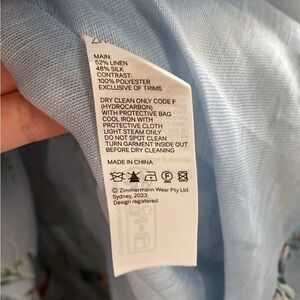 MAIN:
52% LINEN
48% SILK
CONTRAST:
100% POLYESTER
EXCLUSIVE OF TRIMS
DRY CLEAN ONLY CODE F
(HYDROCARBON)
WITH PROTECTIVE BAG
COOL IRON WITH
PROTECTIVE CLOTH
LIGHT STEAM ONLY
DO NOT SPOT CLEAN
TURN GARMENT INSIDE OUT
BEFORE DRY CLEANING
MADE IN CHINA
© Zimmermann Wear Pty Ltd.
Sydney, 2023.
Design registered.